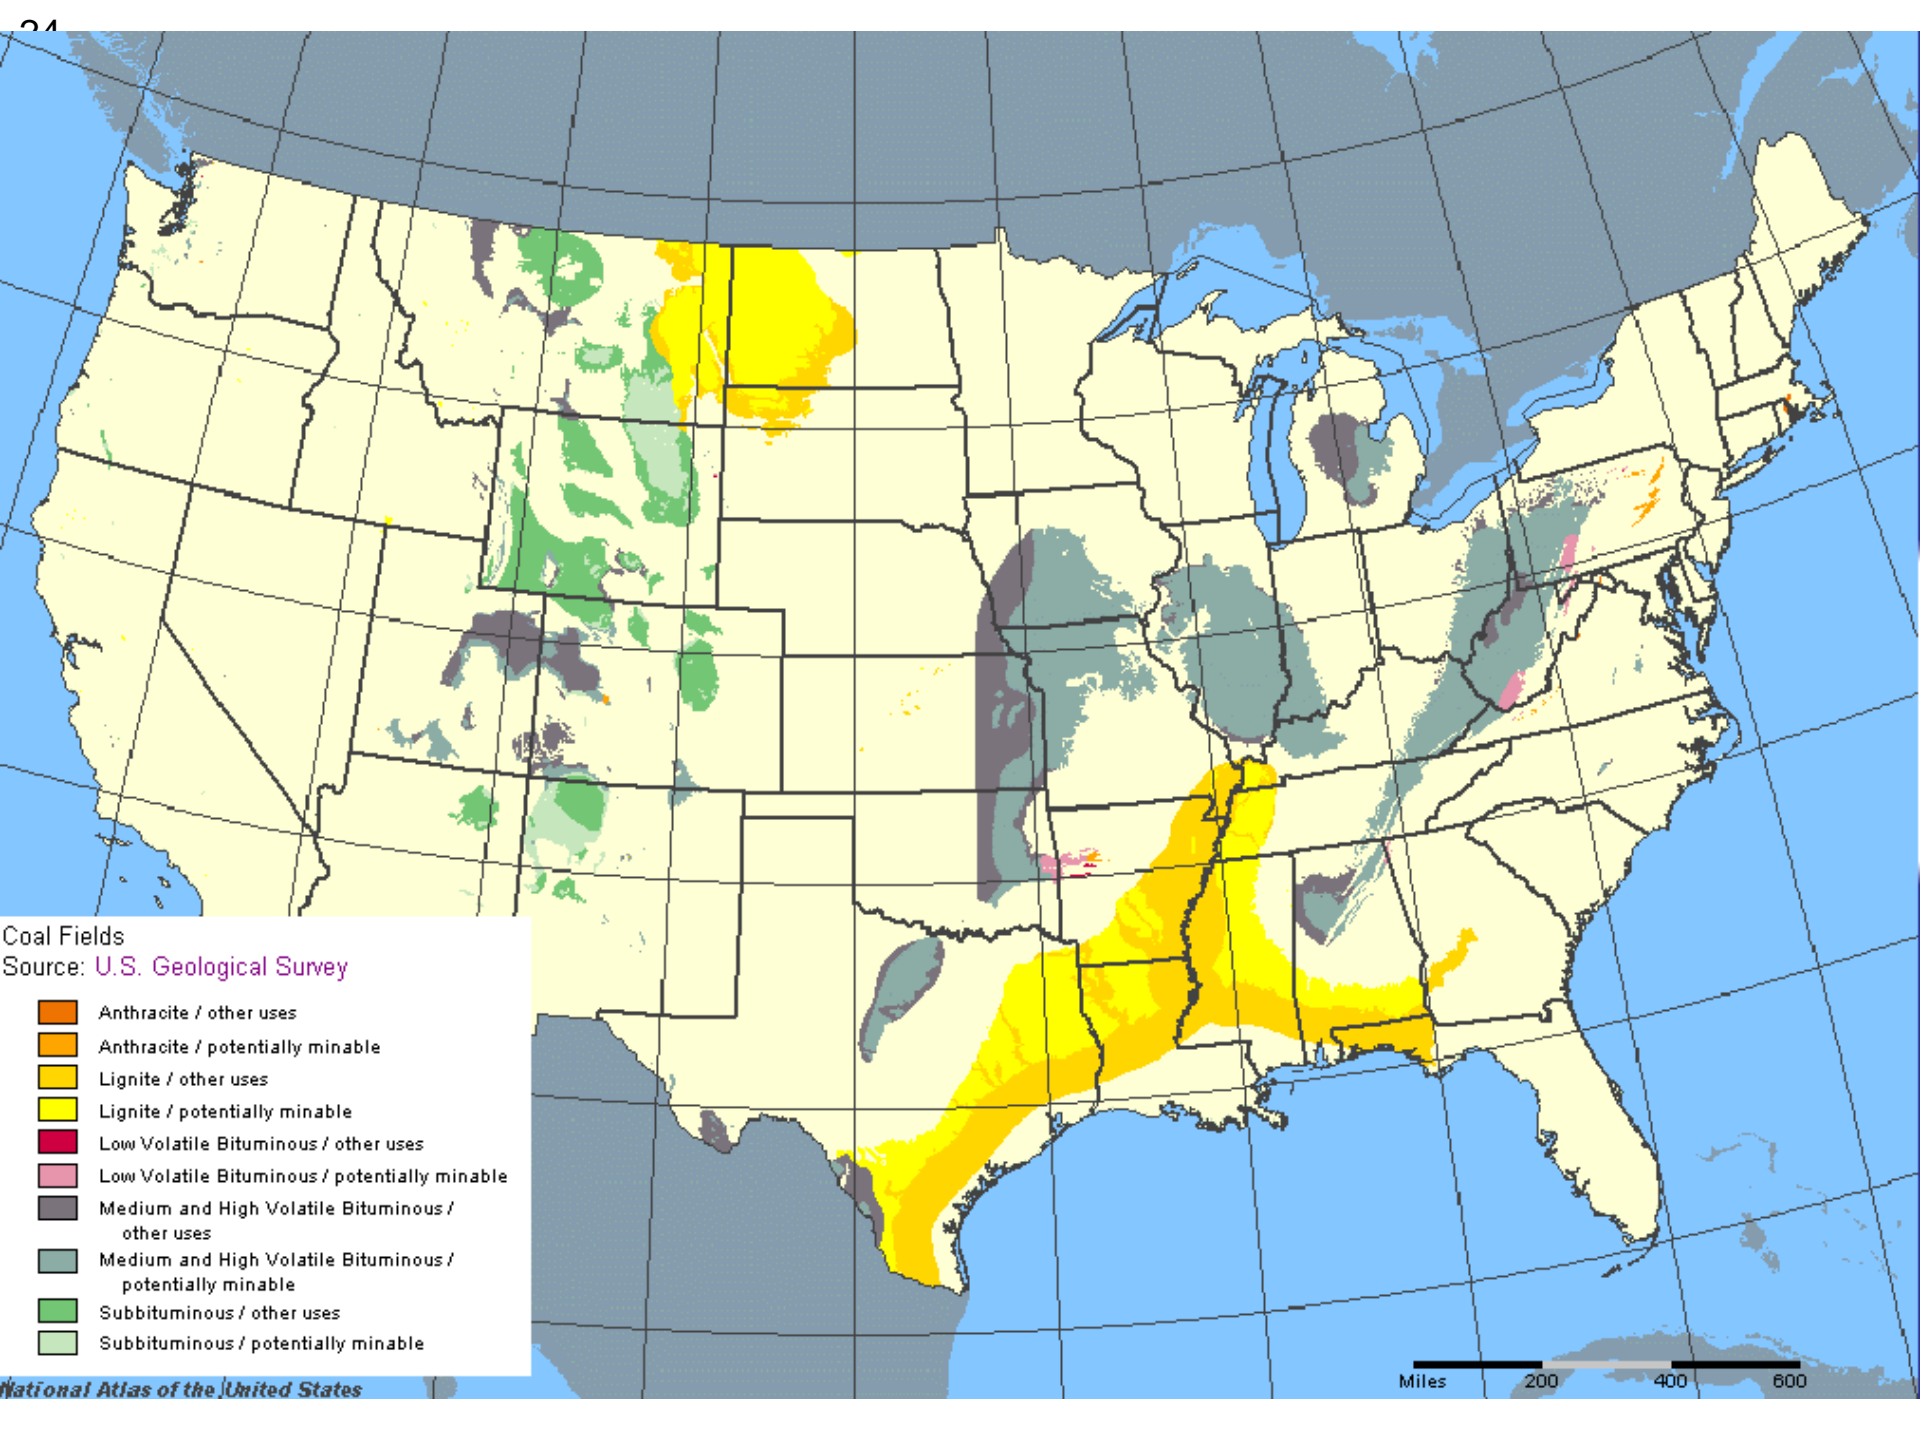 24
Coal Fields
Source: U.S. Geological Survey
Anthracite / other uses
Anthracite / potentially minable
Lignite / other uses
Lignite / potentially minable
Low Volatile Bituminous / other uses
Low Volatile Bituminous / potentially minable
Medium and High Volatile Bituminous /
other uses
Medium and High Volatile Bituminous /
potentially minable
Subbituminous / other uses
Subbituminous / potentially minable
National Atlas of the United States
Miles 200 400 600